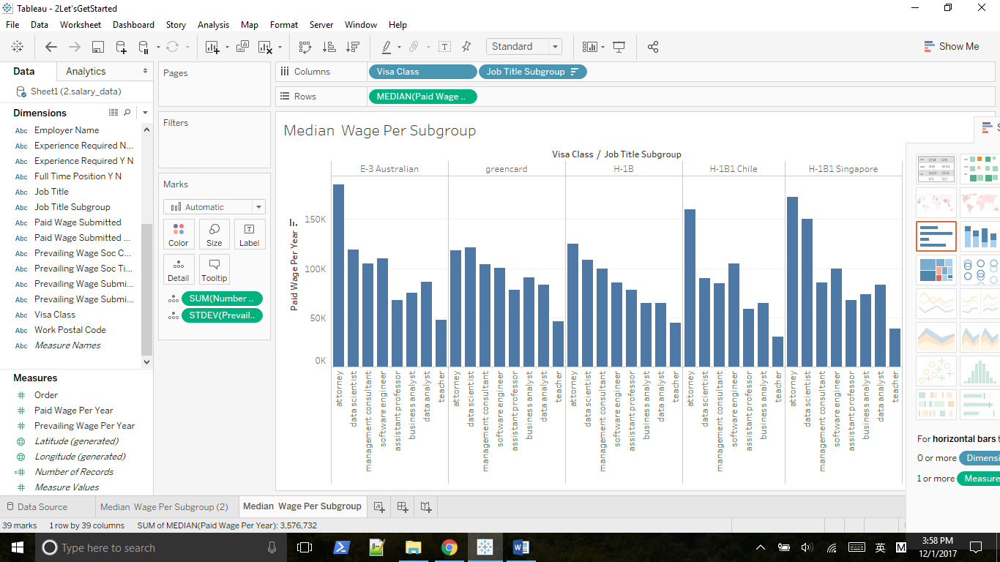 Tableau - 2Let'sGetStarted
File Data Worksheet Dashboard Story Analysis Map Format Server Window Help
Standard
Show Me
Data Analytics
Sheet1 (2.salary_data)
Dimensions
Abc Employer Name
Abc Experience Required N...
Abc Experience Required Y N
Abc Full Time Position Y N
Abc Job Title
Abc Job Title Subgroup
Abc Paid Wage Submitted
Abc Paid Wage Submitted ...
Abc Prevailing Wage Soc C...
Abc Prevailing Wage Soc Ti...
Abc Prevailing Wage Submi...
Abc Prevailing Wage Submi...
Abc Visa Class
Abc Work Postal Code
Abc Measure Names
Measures
# Order
# Paid Wage Per Year
# Prevailing Wage Per Year
Latitude (generated)
Longitude (generated)
=# Number of Records
# Measure Values
Pages
Filters
Marks
Automatic
Color Size Label
Detail Tooltip
SUM(Number ..
STDEV(Prevail..
Columns Visa Class Job Title Subgroup
Rows MEDIAN(Paid Wage ..
Median Wage Per Subgroup
Visa Class / Job Title Subgroup
E-3 Australian greencard H-1B H-1B1 Chile H-1B1 Singapore
Paid Wage Per Year
150K
100K
50K
0K
attorney
data scientist
management consultant
software engineer
assistant professor
business analyst
data analyst
teacher
attorney
data scientist
management consultant
software engineer
assistant professor
business analyst
data analyst
teacher
attorney
data scientist
management consultant
software engineer
assistant professor
business analyst
data analyst
teacher
attorney
data scientist
management consultant
software engineer
assistant professor
business analyst
teacher
attorney
data scientist
management consultant
software engineer
assistant professor
business analyst
data analyst
teacher
For horizontal bars t
0 or more Dimensi
1 or more Measure
Data Source Median Wage Per Subgroup (2) Median Wage Per Subgroup
39 marks 1 row by 39 columns SUM of MEDIAN(Paid Wage Per Year): 3,576,732
Type here to search
英 M
3:58 PM
12/1/2017